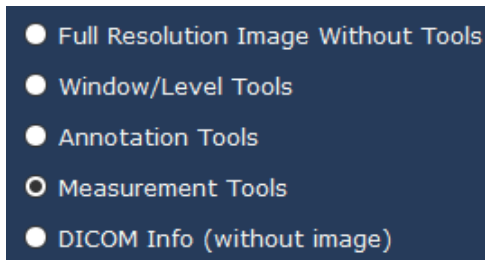 Full Resolution Image Without Tools
Window/Level Tools
Annotation Tools
Measurement Tools
DICOM Info (without image)